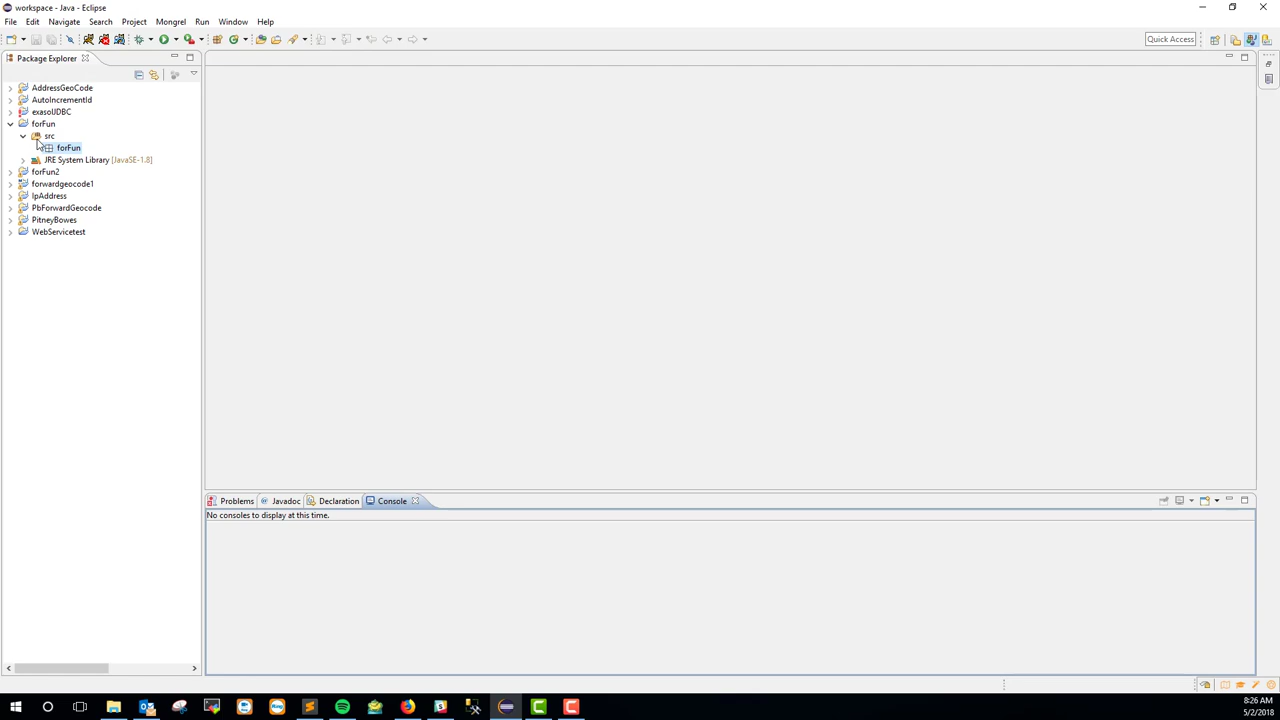 workspace - Java - Eclipse
File Edit Navigate Search Project Mongrel Run Window Help
Quick Access
Package Explorer
AddressGeoCode
AutoIncrementId
exasolJDBC
forFun
src
forFun
JRE System Library [JavaSE-1.8]
forFun2
forwardgeocode1
IpAddress
PbForwardGeocode
PitneyBowes
WebServicetest
Problems Javadoc Declaration Console
No consoles to display at this time.
8:26 AM
5/2/2018